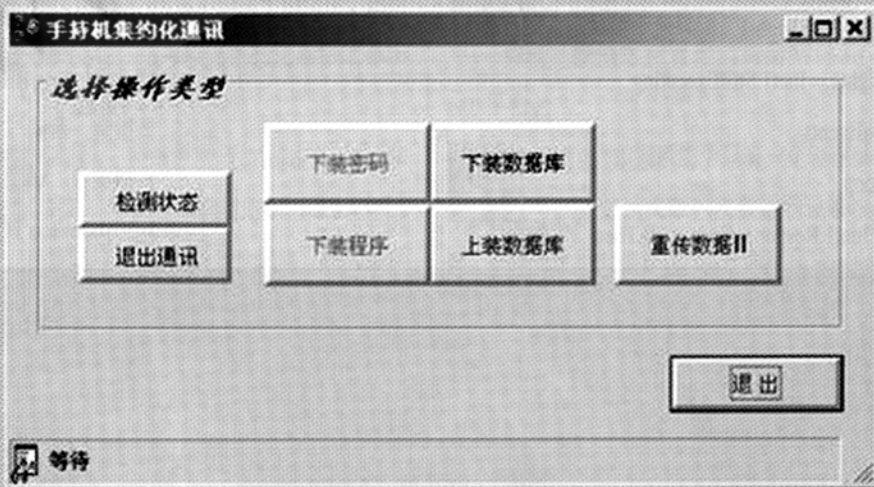 手持机集约化通讯
选择操作类型
下装密码 下装数据库
检测状态
退出通讯
下装程序 上装数据库 重传数据II
退 出
等待